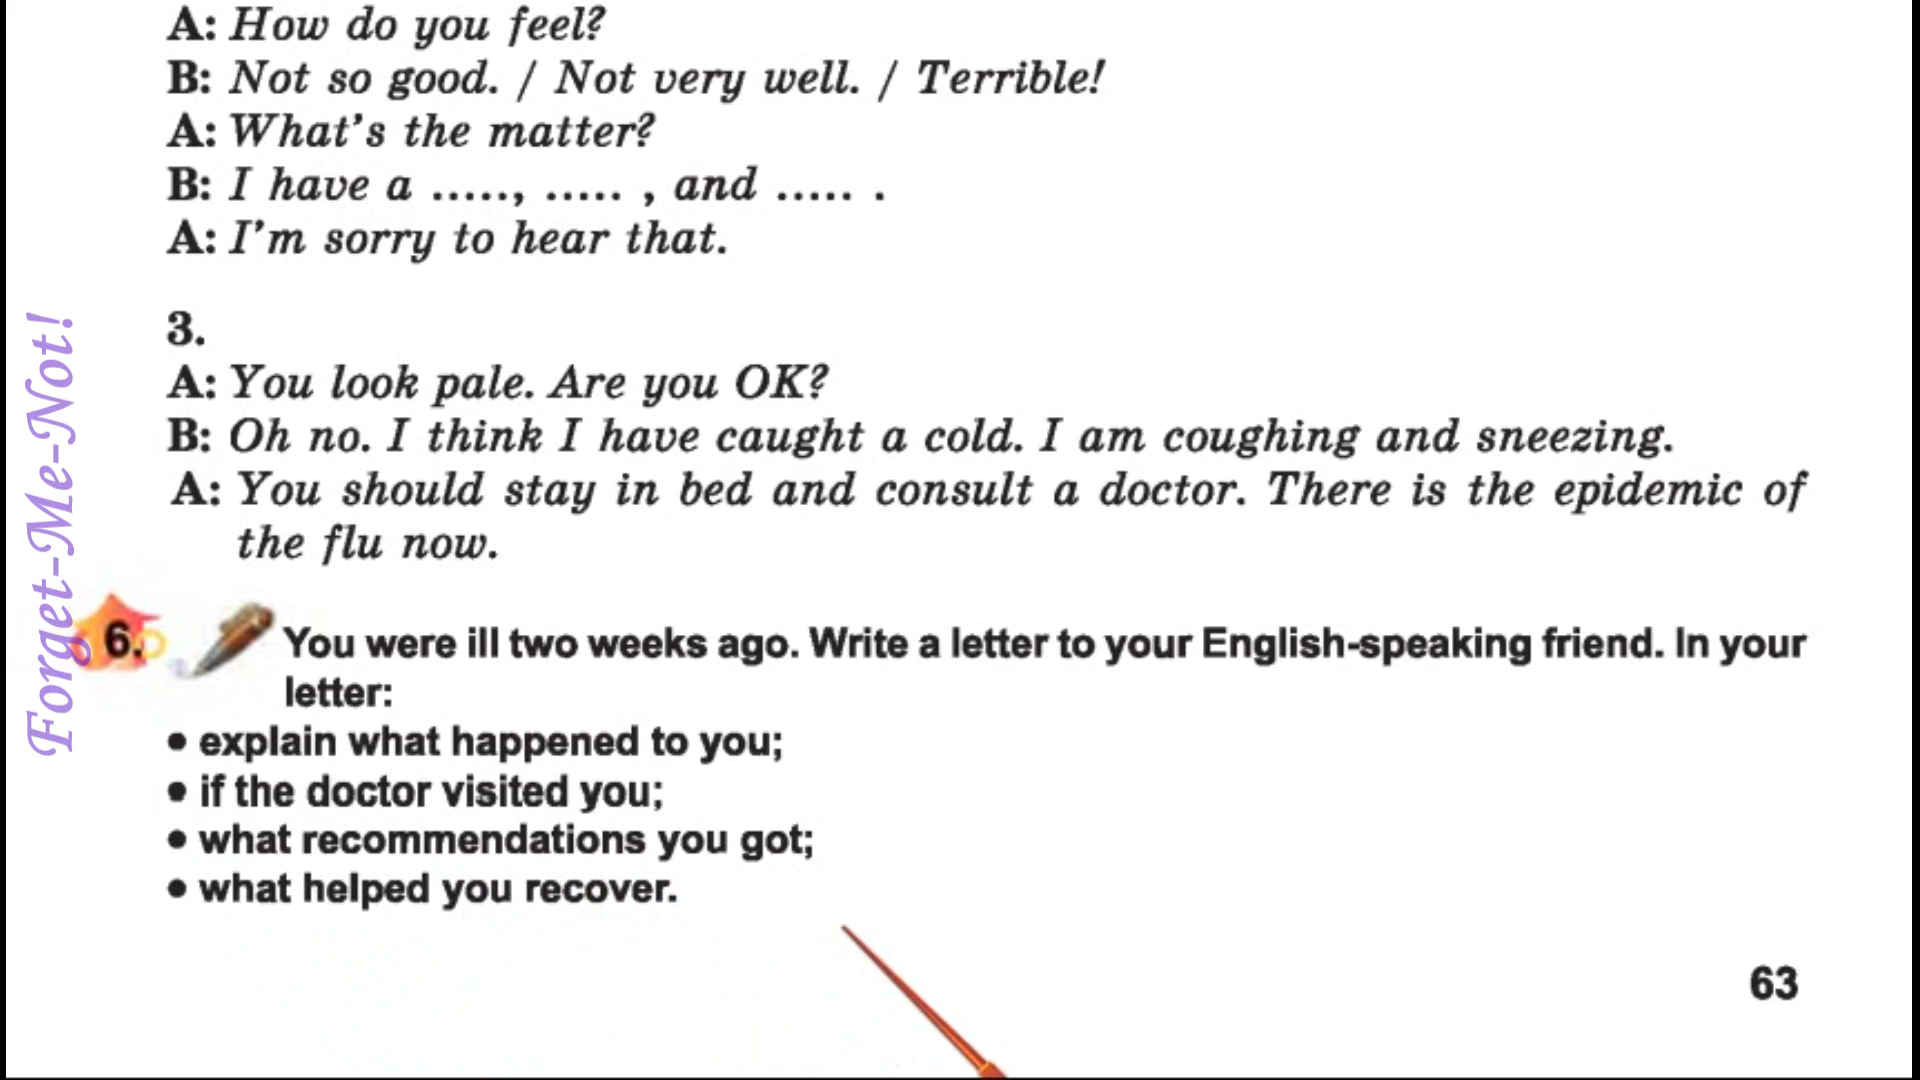 A: How do you feel?
B: Not so good. / Not very well. / Terrible!
A: What's the matter?
B: I have a ....., ..... , and ..... .
A: I'm sorry to hear that.
3.
A: You look pale. Are you OK?
B: Oh no. I think I have caught a cold. I am coughing and sneezing.
A: You should stay in bed and consult a doctor. There is the epidemic of
the flu now.
6. You were ill two weeks ago. Write a letter to your English-speaking friend. In your
letter:
• explain what happened to you;
• if the doctor visited you;
• what recommendations you got;
• what helped you recover.
63
Forget-Me-Not!